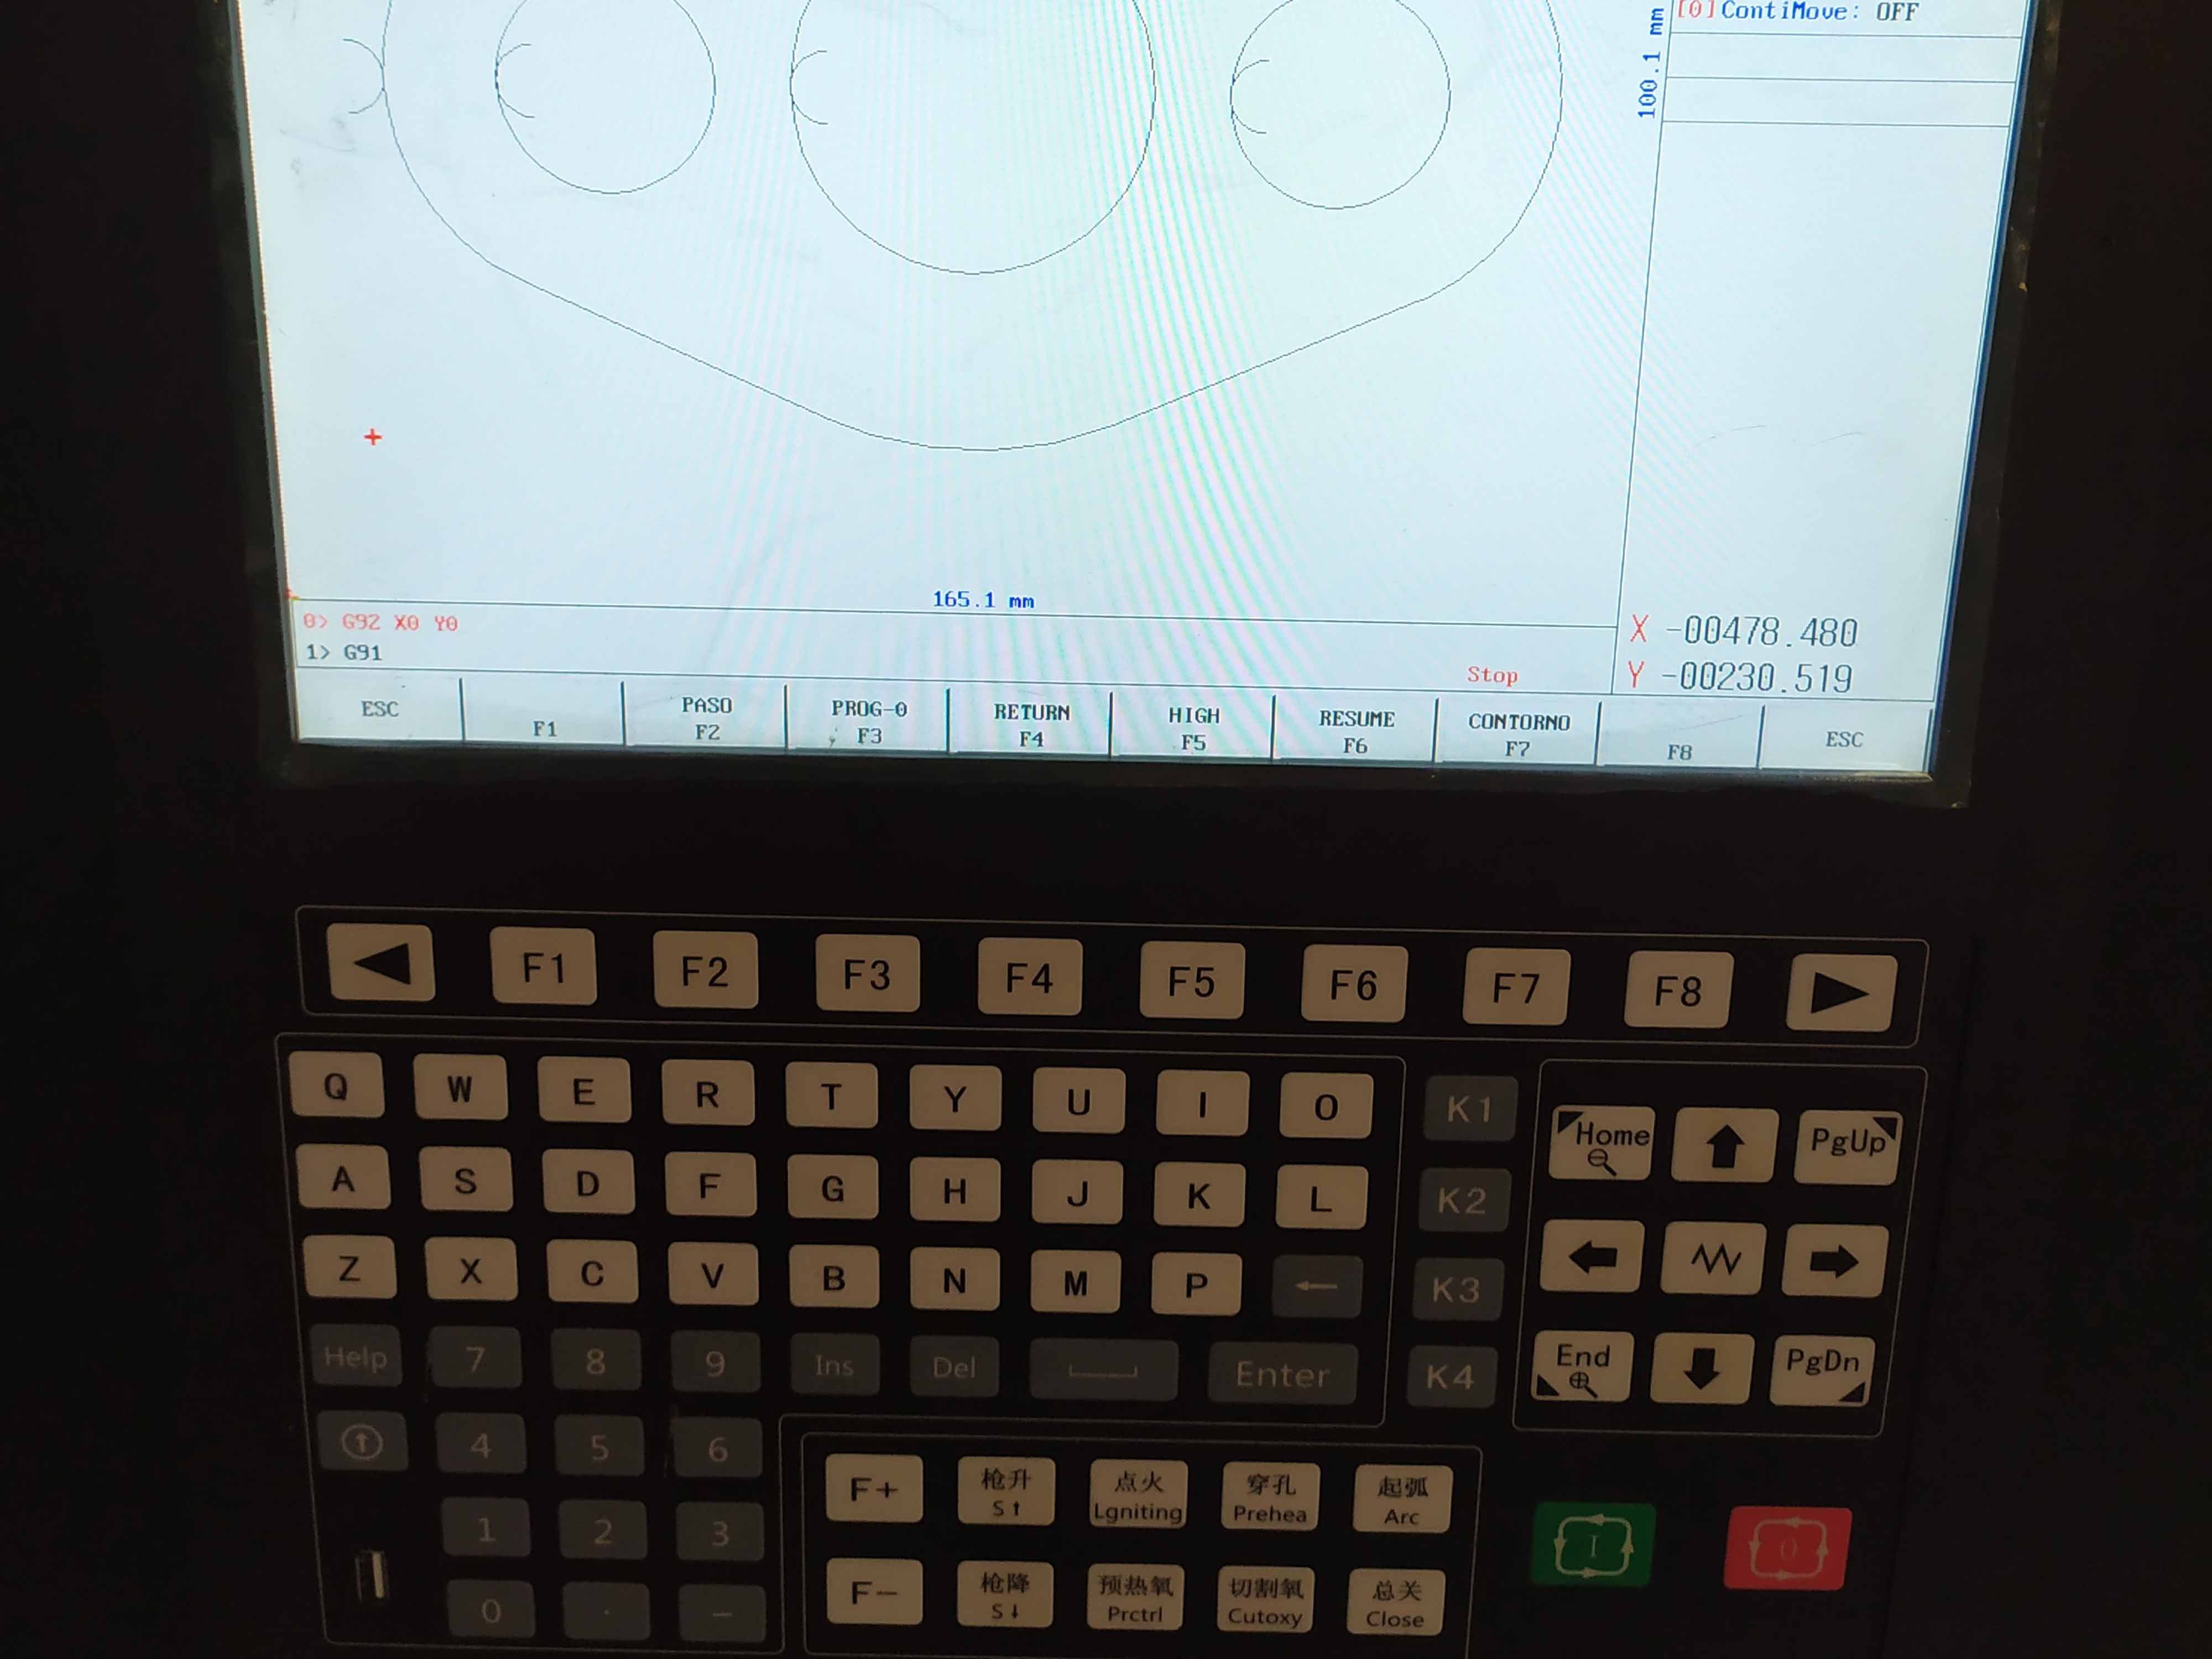 [0]ContiMove: OFF
100.1 mm
165.1 mm
0> G92 X0 Y0
1> G91
Stop
X -00478.480
Y -00230.519
ESC
F1
PASO
F2
PROG-0
F3
RETURN
F4
HIGH
F5
RESUME
F6
CONTORNO
F7
F8
ESC
F1 F2 F3 F4 F5 F6 F7 F8
Q W E R T Y U I O
K1
Home
PgUp
A S D F G H J K L
K2
Z X C V B N M P ←
K3
Help 7 8 9 Ins Del Enter
K4
End
PgDn
4 5 6
1 2 3
0 . -
F+
枪升
S↑
点火
Lgniting
穿孔
Prehea
起弧
Arc
I
0
F-
枪降
S↓
预热氧
Prctrl
切割氧
Cutoxy
总关
Close